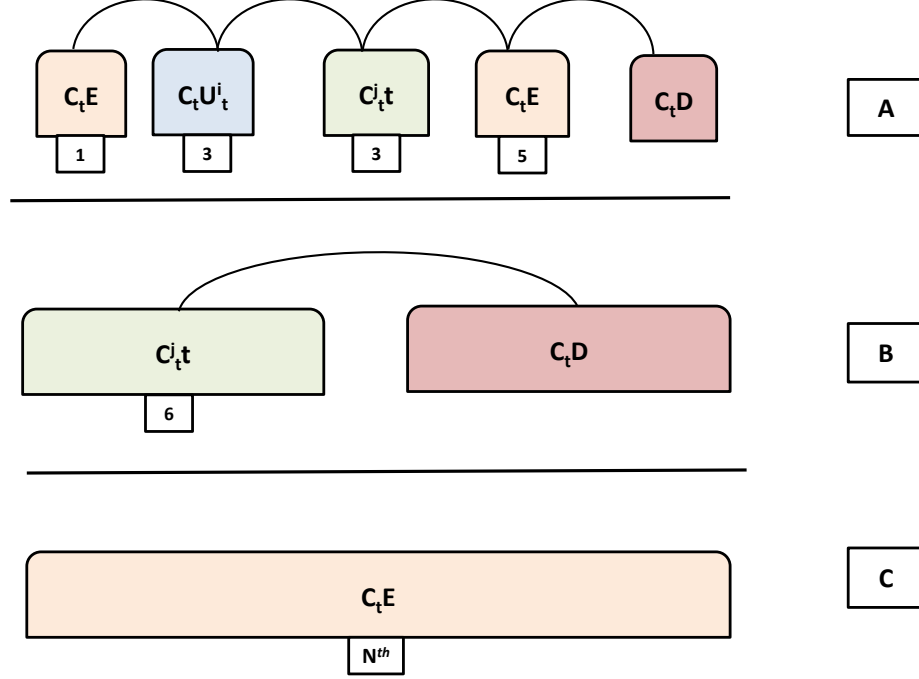 CₜE CₜUⁱₜ Cʲₜt CₜE CₜD A
1 3 3 5
Cʲₜt CₜD B
6
CₜE C
Nᵗʰ